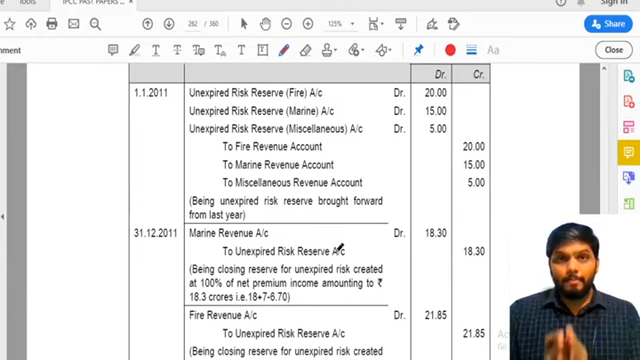 Tools
IPCC PAST PAPERS
Sign In
262 / 360
125%
mment
Close
Dr. Cr.
1.1.2011 Unexpired Risk Reserve (Fire) A/c Dr. 20.00
Unexpired Risk Reserve (Marine) A/c Dr. 15.00
Unexpired Risk Reserve (Miscellaneous) A/c Dr. 5.00
To Fire Revenue Account 20.00
To Marine Revenue Account 15.00
To Miscellaneous Revenue Account 5.00
(Being unexpired risk reserve brought forward
from last year)
31.12.2011 Marine Revenue A/c Dr. 18.30
To Unexpired Risk Reserve A/c 18.30
(Being closing reserve for unexpired risk created
at 100% of net premium income amounting to ₹
18.3 crores i.e.18+7-6.70)
Fire Revenue A/c Dr. 21.85
To Unexpired Risk Reserve A/c 21.85
(Being closing reserve for unexpired risk created